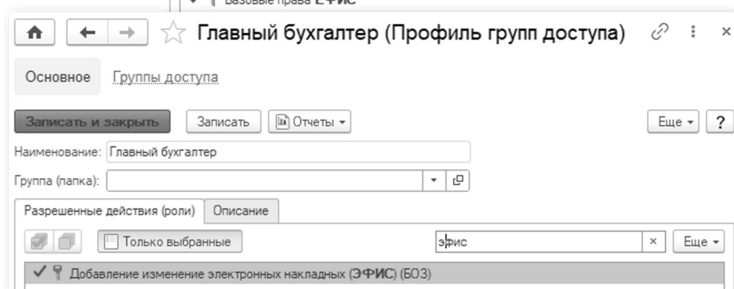 Базовые права ЕФИС
Главный бухгалтер (Профиль групп доступа)
Основное Группы доступа
Записать и закрыть Записать Отчеты Еще ?
Наименование: Главный бухгалтер
Группа (папка):
Разрешенные действия (роли) Описание
Только выбранные эфис × Еще
Добавление изменение электронных накладных (ЭФИС) (БОЗ)